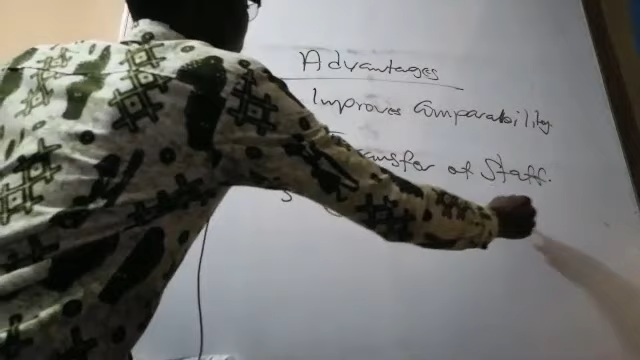 Advantages
Improves Comparability
Transfer of Staff.